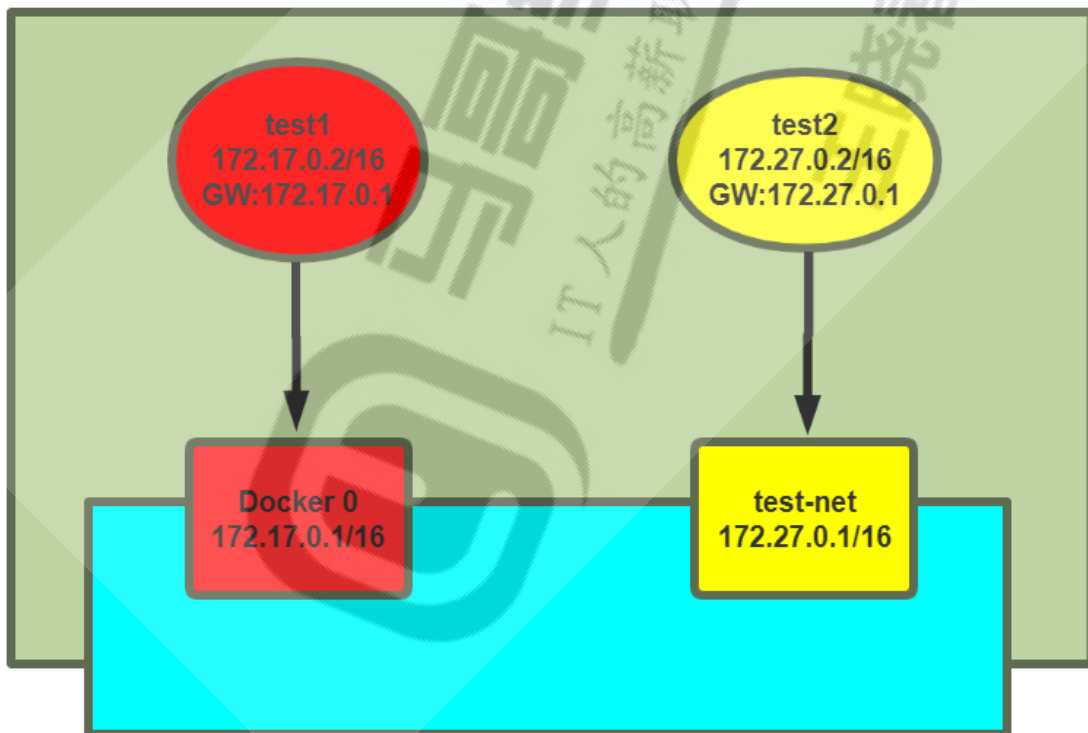 test1
172.17.0.2/16
GW:172.17.0.1
test2
172.27.0.2/16
GW:172.27.0.1
Docker 0
172.17.0.1/16
test-net
172.27.0.1/16
IT人的高薪职